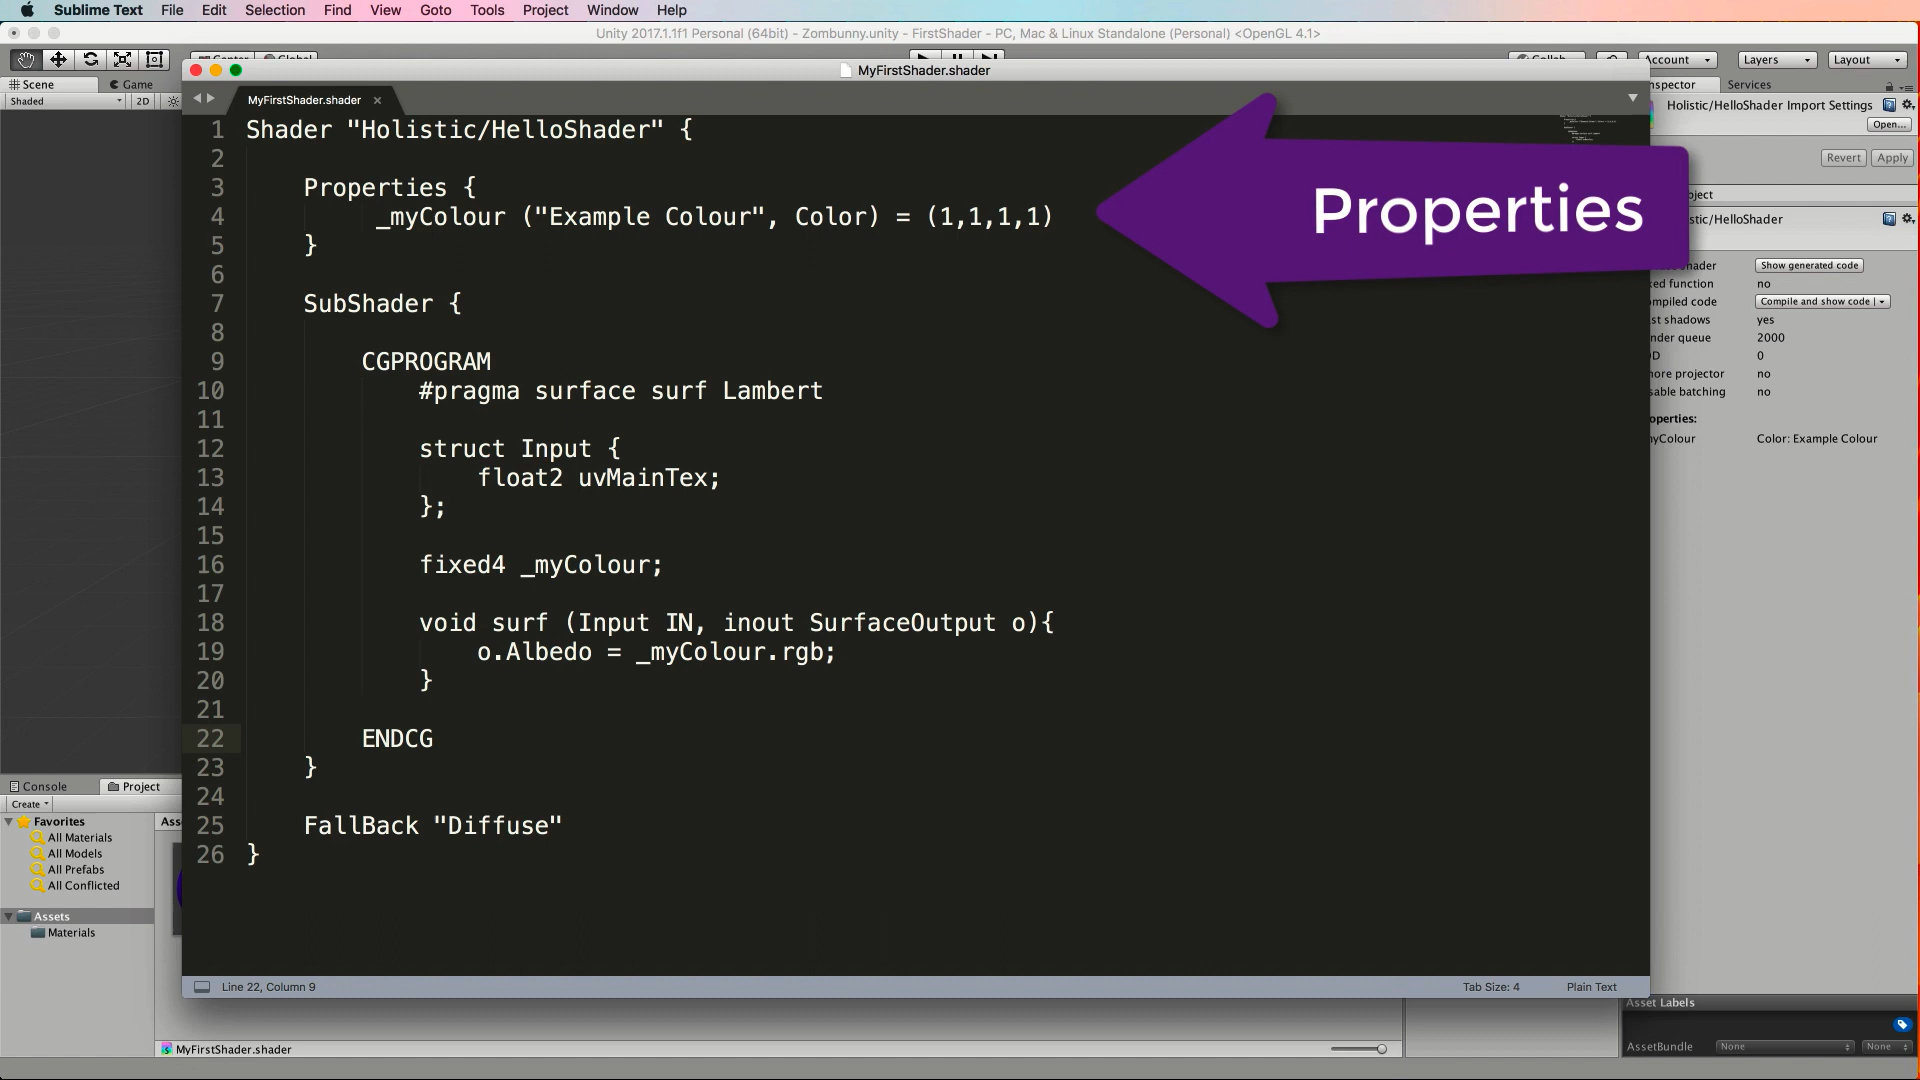 Sublime Text File Edit Selection Find View Goto Tools Project Window Help
Unity 2017.1.1f1 Personal (64bit) - Zombunny.unity - FirstShader - PC, Mac & Linux Standalone (Personal) <OpenGL 4.1>
Account Layers Layout
Scene Game
Shaded 2D
MyFirstShader.shader
Services
MyFirstShader.shader
Holistic/HelloShader Import Settings
Open...
Revert Apply
Properties
HelloShader
Show generated code
no
Compile and show code
yes
2000
0
no
no
Color: Example Colour
1 Shader "Holistic/HelloShader" {
2
3 Properties {
4 _myColour ("Example Colour", Color) = (1,1,1,1)
5 }
6
7 SubShader {
8
9 CGPROGRAM
10 #pragma surface surf Lambert
11
12 struct Input {
13 float2 uvMainTex;
14 };
15
16 fixed4 _myColour;
17
18 void surf (Input IN, inout SurfaceOutput o){
19 o.Albedo = _myColour.rgb;
20 }
21
22 ENDCG
23 }
24
25 FallBack "Diffuse"
26 }
Console Project
Create
Favorites
All Materials
All Models
All Prefabs
All Conflicted
Assets
Materials
Line 22, Column 9 Tab Size: 4 Plain Text
MyFirstShader.shader
Asset Labels
AssetBundle None None